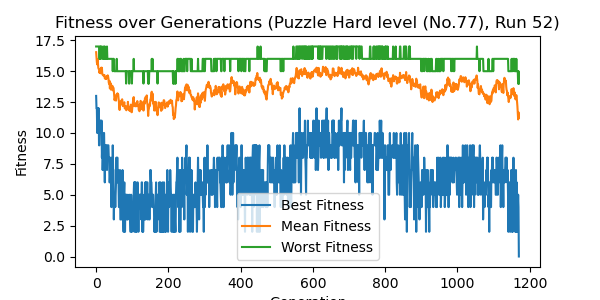 Fitness over Generations (Puzzle Hard level (No.77), Run 52)
17.5
15.0
12.5
10.0
7.5
5.0
2.5
0.0
Fitness
Best Fitness
Mean Fitness
Worst Fitness
0 200 400 600 800 1000 1200
Generation